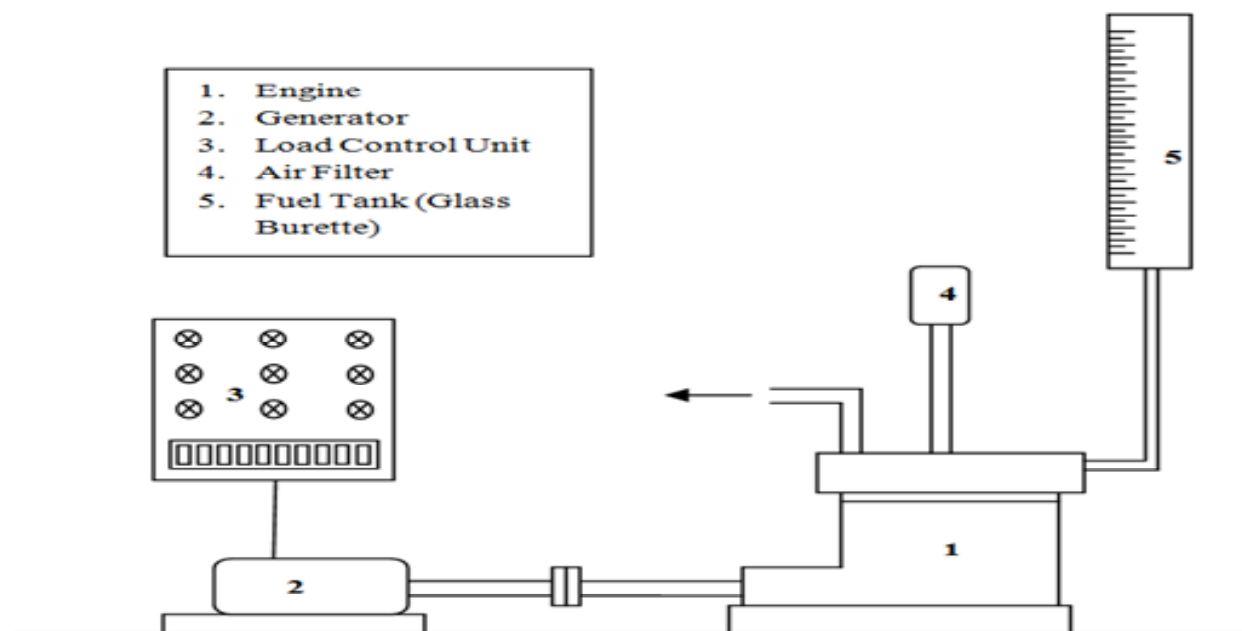 1. Engine
2. Generator
3. Load Control Unit
4. Air Filter
5. Fuel Tank (Glass
Burette)
5
4
3
1
2